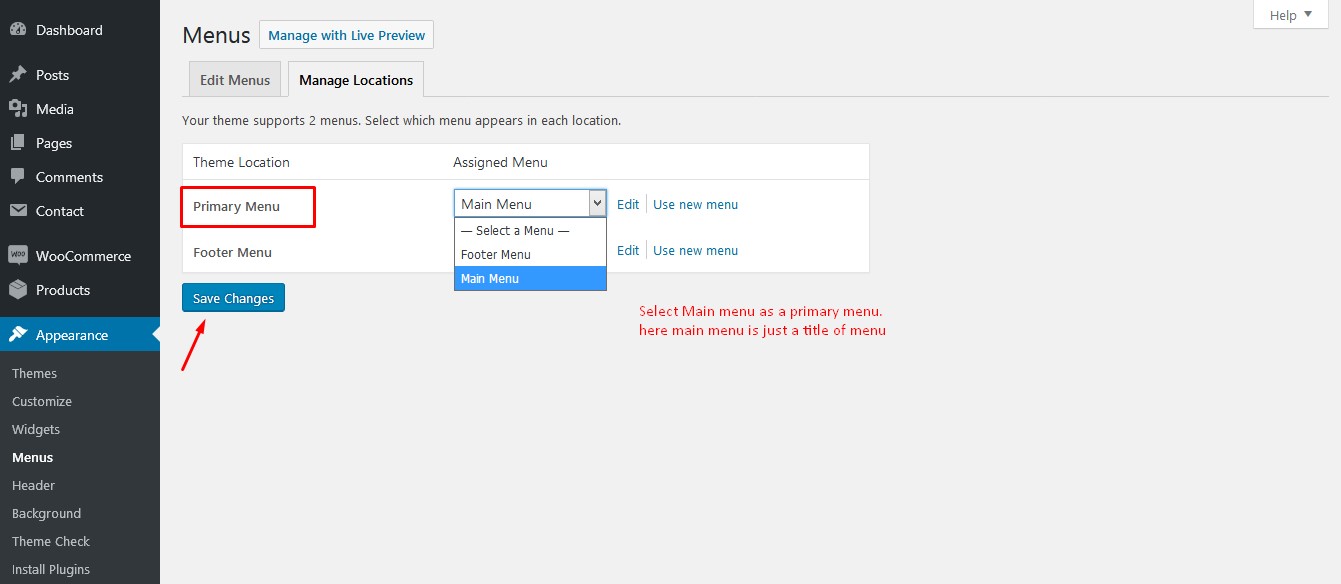 Help
Dashboard
Posts
Media
Pages
Comments
Contact
WOO WooCommerce
Products
Appearance
Themes
Customize
Widgets
Menus
Header
Background
Theme Check
Install Plugins
Menus Manage with Live Preview
Edit Menus Manage Locations
Your theme supports 2 menus. Select which menu appears in each location.
Theme Location Assigned Menu
Primary Menu Main Menu Edit Use new menu
— Select a Menu —
Footer Menu Footer Menu Edit Use new menu
Main Menu
Save Changes
Select Main menu as a primary menu.
here main menu is just a title of menu